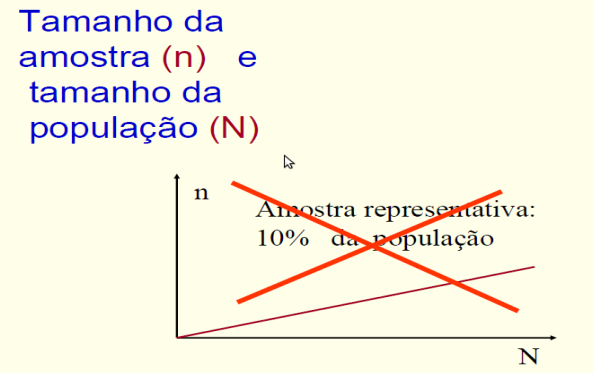 Tamanho da
amostra (n) e
tamanho da
população (N)
n
Amostra representativa:
10% da população
N